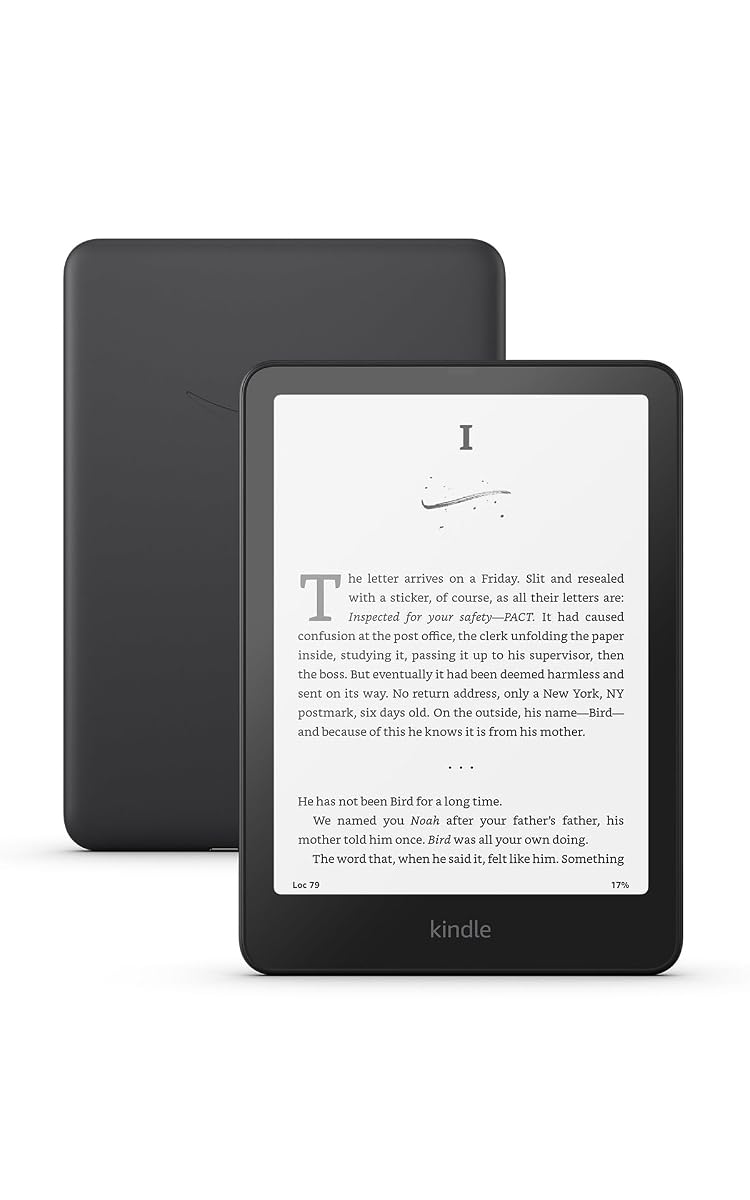 I
The letter arrives on a Friday. Slit and resealed
with a sticker, of course, as all their letters are:
Inspected for your safety—PACT. It had caused
confusion at the post office, the clerk unfolding the paper
inside, studying it, passing it up to his supervisor, then
the boss. But eventually it had been deemed harmless and
sent on its way. No return address, only a New York, NY
postmark, six days old. On the outside, his name—Bird—
and because of this he knows it is from his mother.
. . .
He has not been Bird for a long time.
We named you Noah after your father's father, his
mother told him once. Bird was all your own doing.
The word that, when he said it, felt like him. Something
Loc 79 17%
kindle